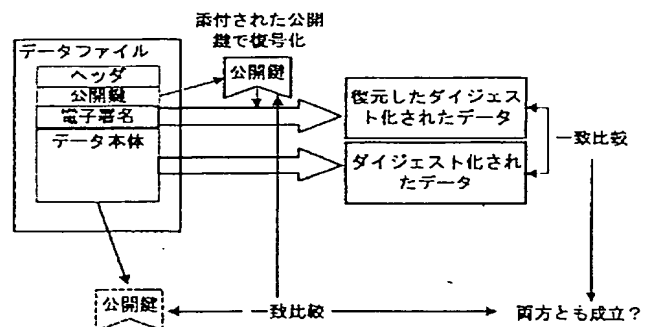 添付された公開
鍵で復号化
データファイル
ヘッダ
公開鍵
電子署名
データ本体
公開鍵
復元したダイジェス
ト化されたデータ
一致比較
ダイジェスト化され
たデータ
公開鍵
一致比較
両方とも成立？